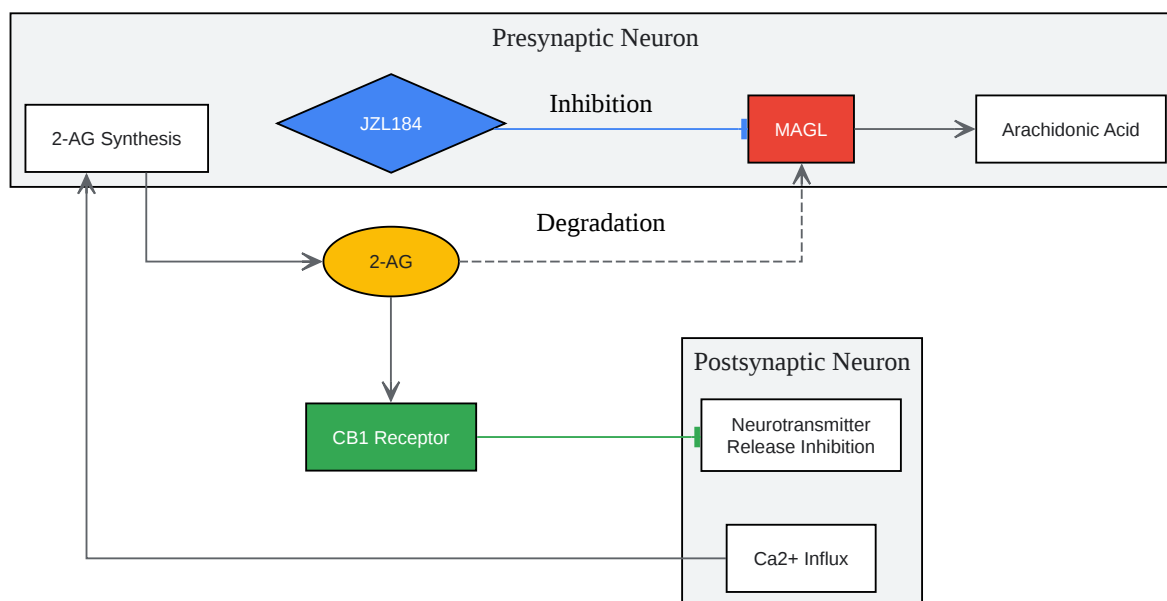 Presynaptic Neuron
2-AG Synthesis
JZL184
Inhibition
MAGL
Arachidonic Acid
Degradation
2-AG
Postsynaptic Neuron
CB1 Receptor
Neurotransmitter
Release Inhibition
Ca2+ Influx